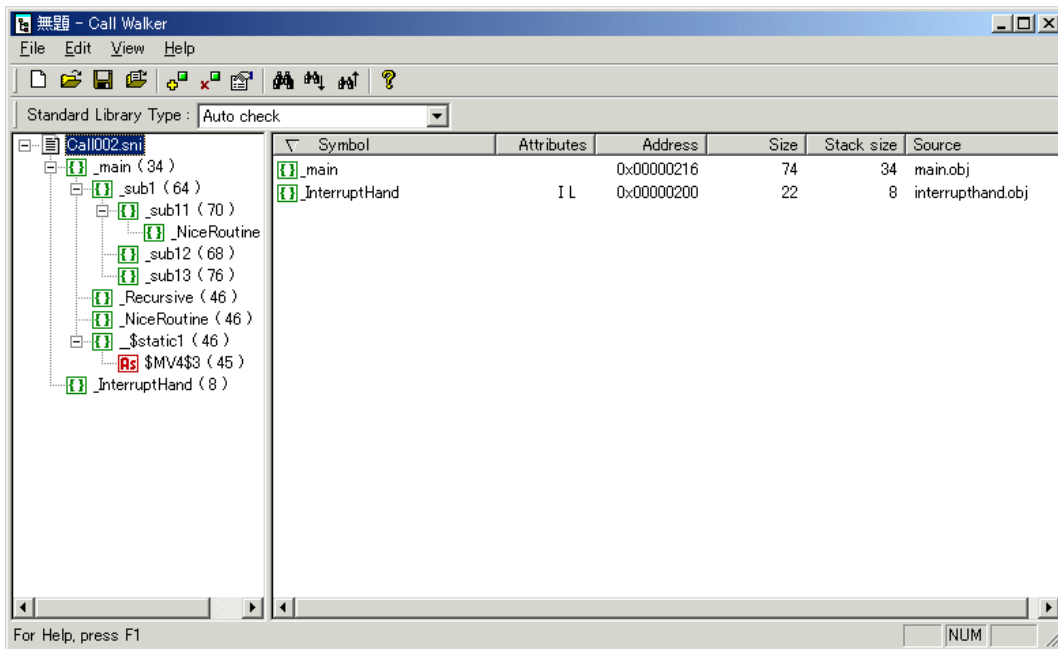 無題 - Call Walker
File Edit View Help
Standard Library Type : Auto check
Call002.sni
_main ( 34 )
_sub1 ( 64 )
_sub11 ( 70 )
_NiceRoutine
_sub12 ( 68 )
_sub13 ( 76 )
_Recursive ( 46 )
_NiceRoutine ( 46 )
__$static1 ( 46 )
As $MV4$3 ( 45 )
_InterruptHand ( 8 )
Symbol Attributes Address Size Stack size Source
_main 0x00000216 74 34 main.obj
_InterruptHand I L 0x00000200 22 8 interrupthand.obj
For Help, press F1
NUM